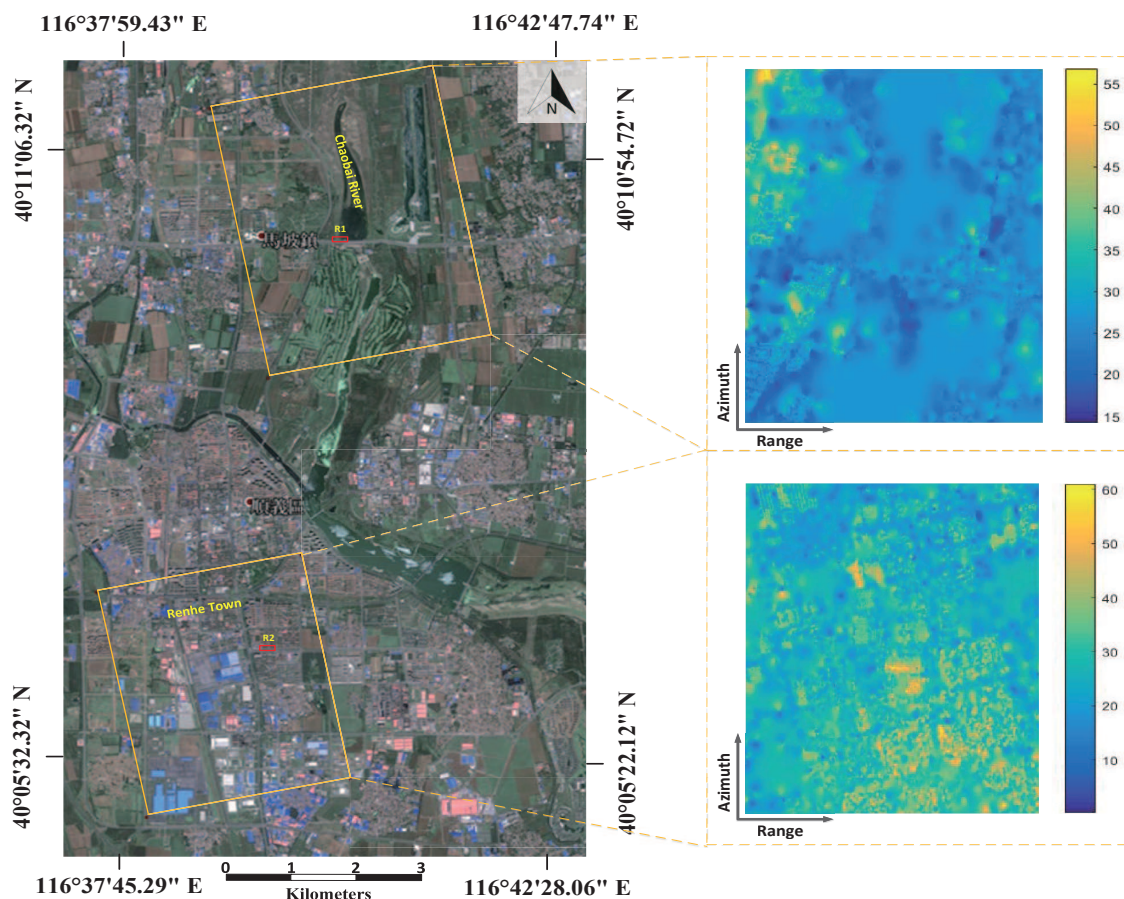 116°37'59.43" E
116°42'47.74" E
40°11'06.32" N
40°10'54.72" N
N
Chaobai River
R1
馬坡鎮
順義
Renhe Town
R2
40°05'32.32" N
40°05'22.12" N
116°37'45.29" E
116°42'28.06" E
0 1 2 3
Kilometers
55
50
45
40
35
30
25
20
15
Azimuth
Range
60
50
40
30
20
10
Azimuth
Range